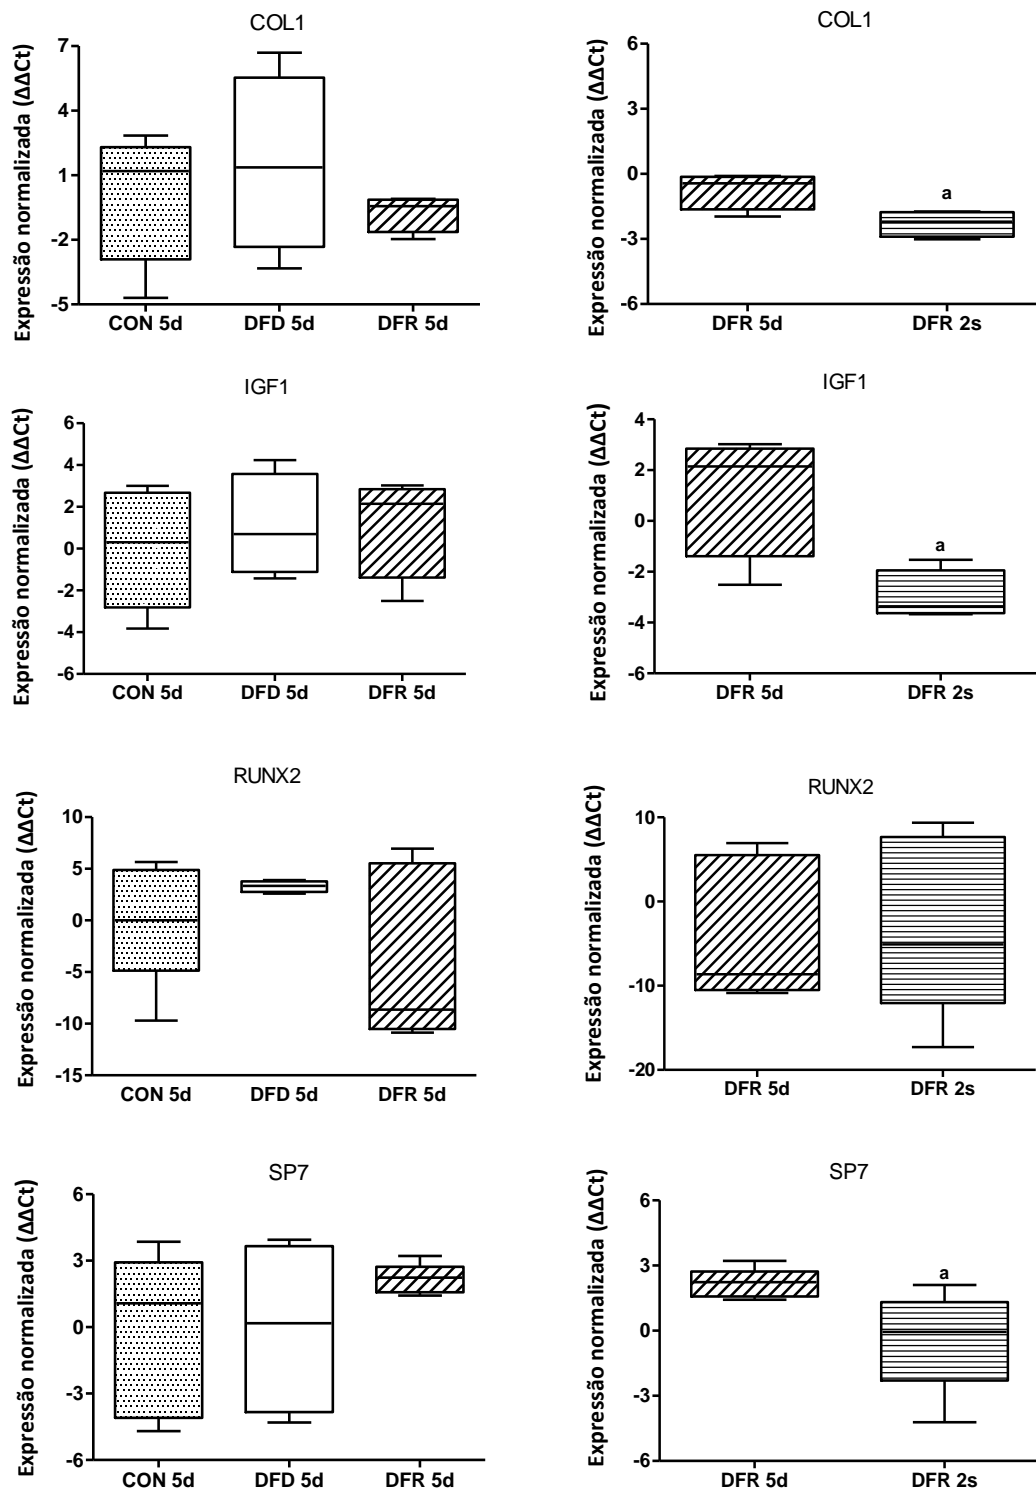 COL1
Expressão normalizada (ΔΔCt)
7
4
1
-2
-5
CON 5d DFD 5d DFR 5d
COL1
Expressão normalizada (ΔΔCt)
6
3
0
-3
-6
a
DFR 5d DFR 2s
IGF1
Expressão normalizada (ΔΔCt)
6
4
2
0
-2
-4
-6
CON 5d DFD 5d DFR 5d
IGF1
Expressão normalizada (ΔΔCt)
4
2
0
-2
-4
-6
a
DFR 5d DFR 2s
RUNX2
Expressão normalizada (ΔΔCt)
10
5
0
-5
-10
-15
CON 5d DFD 5d DFR 5d
RUNX2
Expressão normalizada (ΔΔCt)
10
0
-10
-20
DFR 5d DFR 2s
SP7
Expressão normalizada (ΔΔCt)
6
3
0
-3
-6
CON 5d DFD 5d DFR 5d
SP7
Expressão normalizada (ΔΔCt)
6
3
0
-3
-6
a
DFR 5d DFR 2s